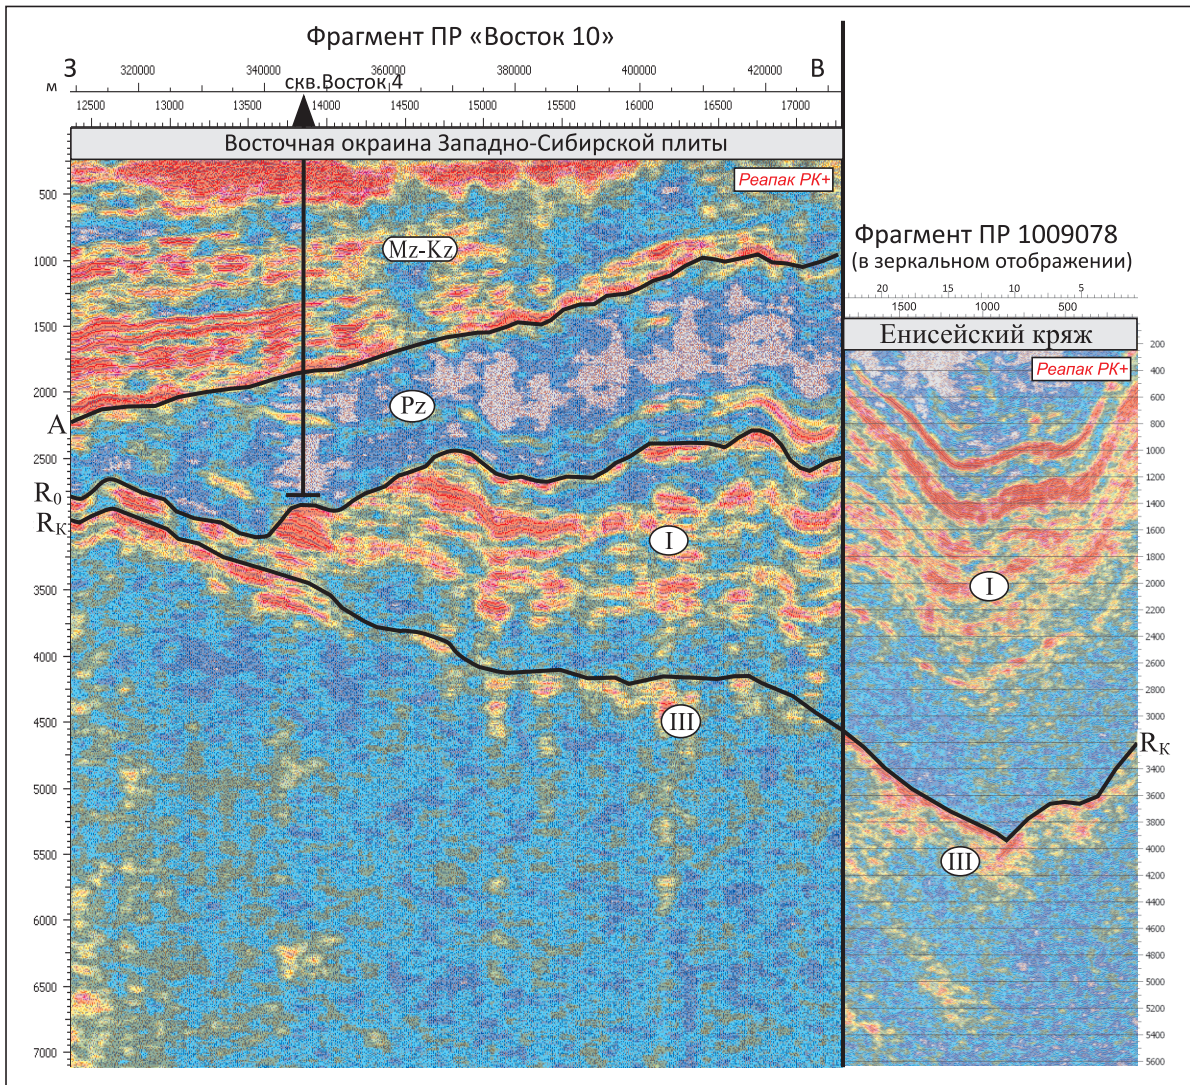 Фрагмент ПР «Восток 10»
З 320000 340000 360000 380000 400000 420000 В
скв.Восток 4
м
12500 13000 13500 14000 14500 15000 15500 16000 16500 17000
Восточная окраина Западно-Сибирской плиты
Реапак РК+
Mz-Kz
Pz
I
III
500
1000
1500
2000
2500
3500
4000
4500
5000
5500
6000
6500
7000
A
R0
RК
Фрагмент ПР 1009078
(в зеркальном отображении)
20 15 10 5
1500 1000 500
Енисейский кряж
Реапак РК+
I
III
RК
200
400
600
800
1000
1200
1400
1600
1800
2000
2200
2400
2600
2800
3000
3400
3600
3800
4000
4200
4400
4600
4800
5000
5200
5400
5600